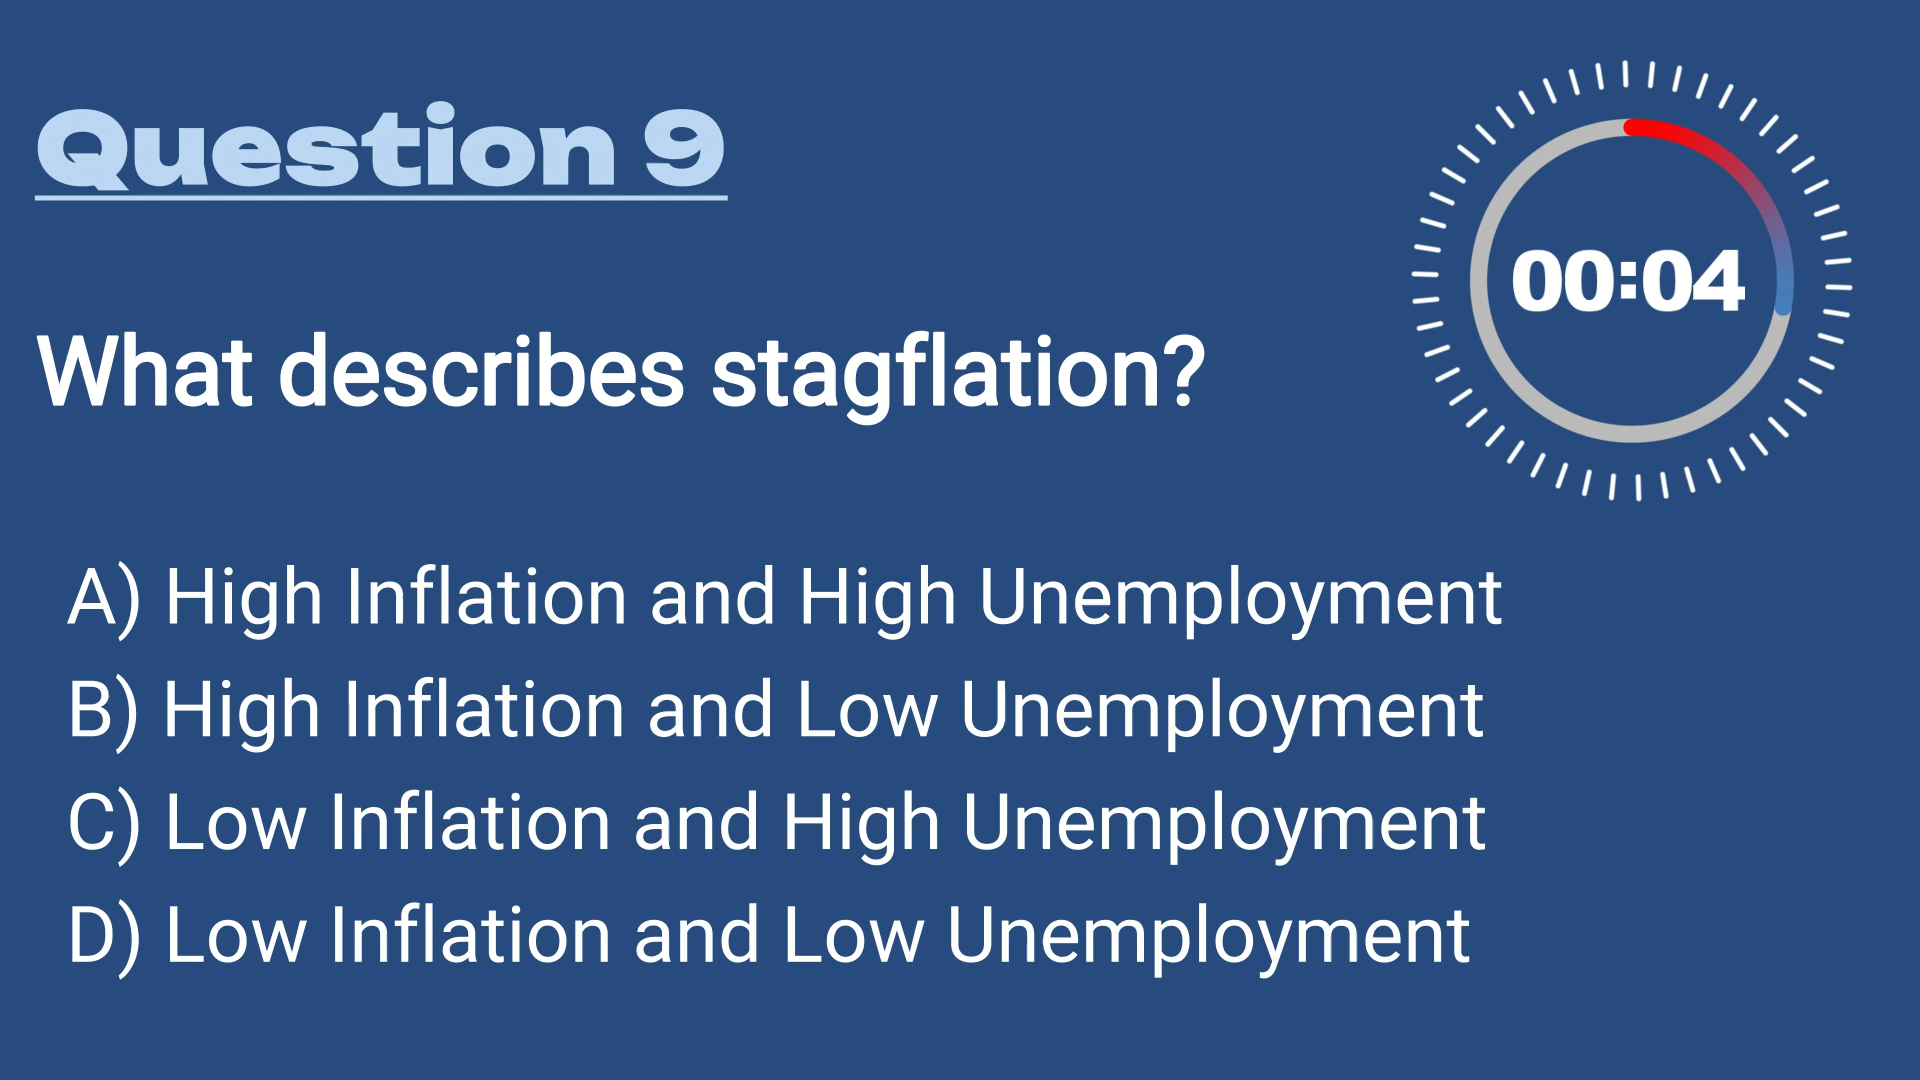 Question 9
00:04
What describes stagflation?
A) High Inflation and High Unemployment
B) High Inflation and Low Unemployment
C) Low Inflation and High Unemployment
D) Low Inflation and Low Unemployment